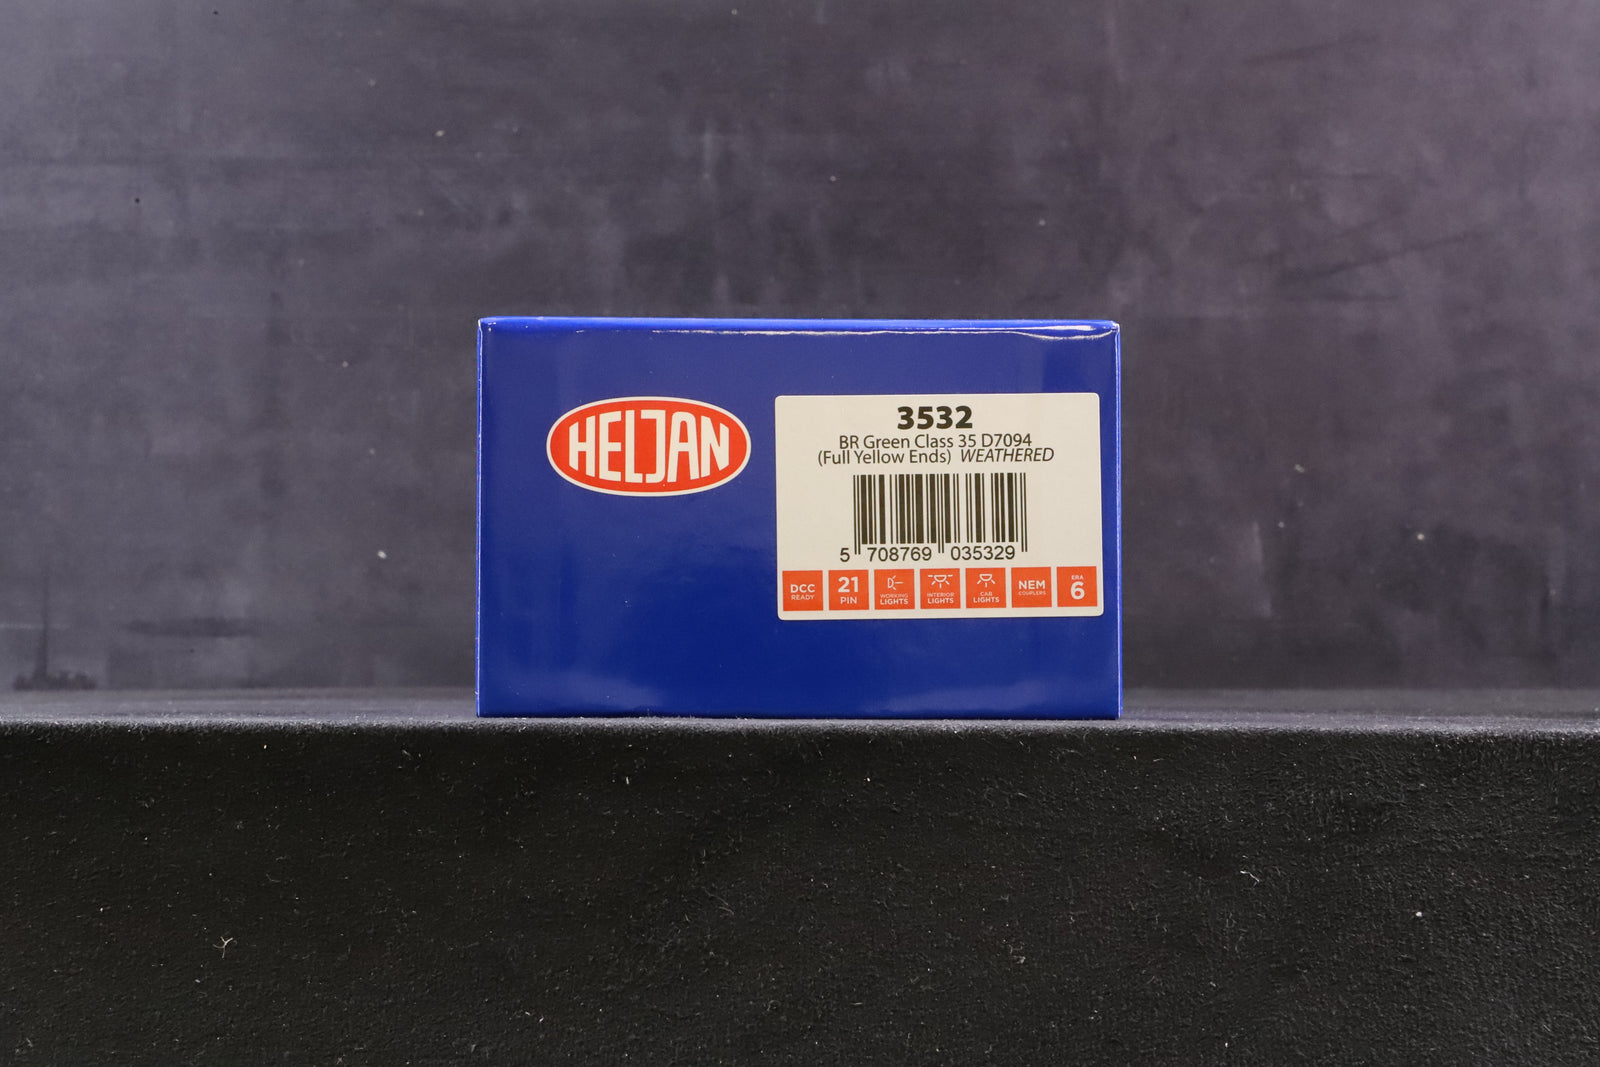 HELJAN
3532
BR Green Class 35 D7094
(Full Yellow Ends) WEATHERED
5 708769 035329
DCC READY
21 PIN
WORKING LIGHTS
INTERIOR LIGHTS
CAB LIGHTS
NEM COUPLERS
ERA 6